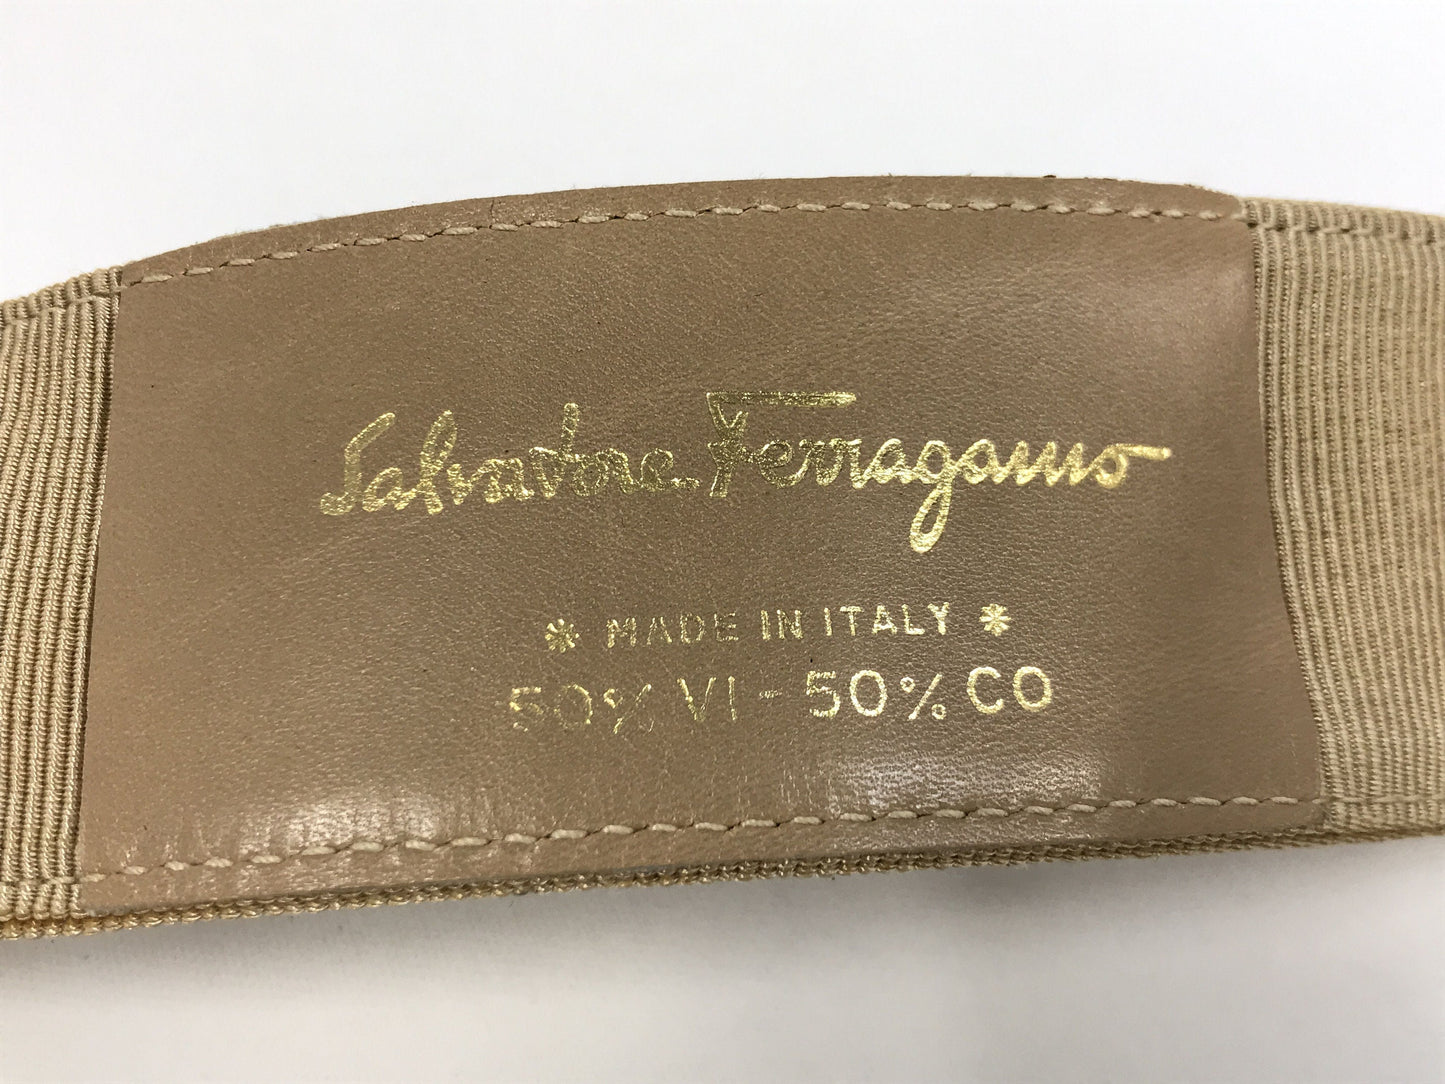 Salvatore Ferragamo
* MADE IN ITALY *
50% VI - 50% CO